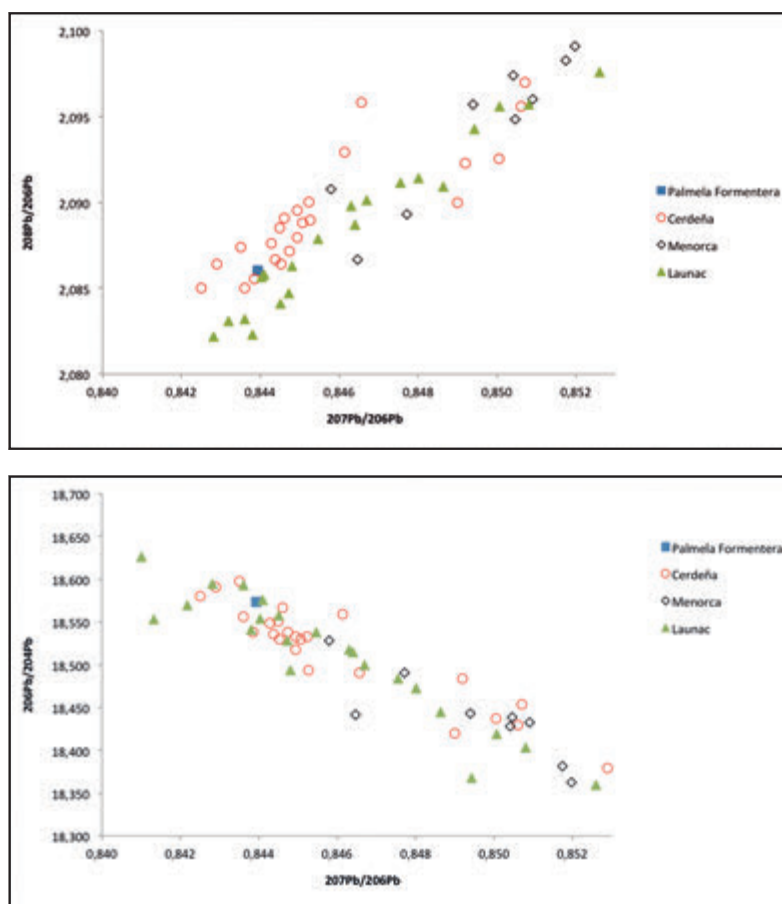 2,100
2,095
2,090
2,085
2,080
208Pb/206Pb
0,840 0,842 0,844 0,846 0,848 0,850 0,852
207Pb/206Pb
Palmela Formentera
Cerdeña
Menorca
Launac
18,700
18,650
18,600
18,550
18,500
18,450
18,400
18,350
18,300
206Pb/204Pb
0,840 0,842 0,844 0,846 0,848 0,850 0,852
207Pb/206Pb
Palmela Formentera
Cerdeña
Menorca
Launac